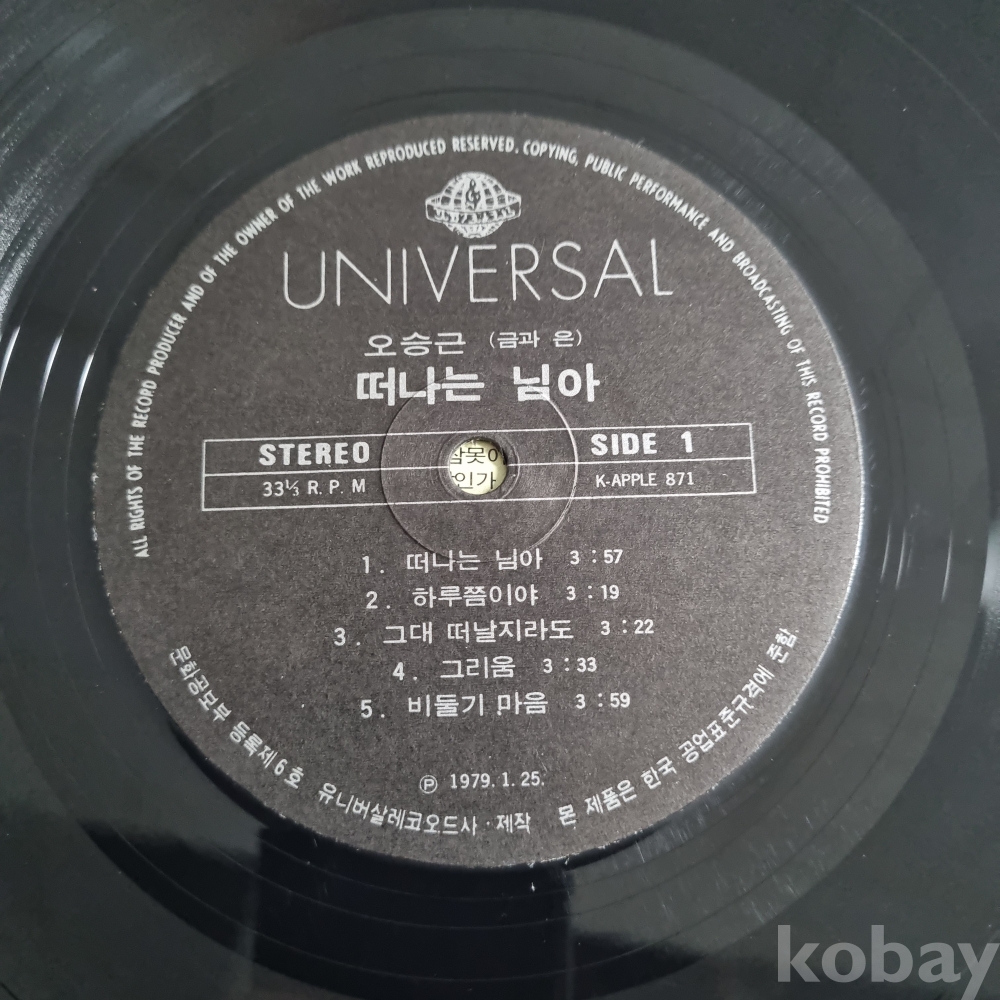 ALL RIGHTS OF THE RECORD PRODUCER AND OF THE OWNER OF THE WORK REPRODUCED RESERVED. COPYING, PUBLIC PERFORMANCE AND BROADCASTING OF THIS RECORD PROHIBITED
UNIVERSAL
오승근 (금과 은)
떠나는 님아
STEREO SIDE 1
33⅓ R. P. M K-APPLE 871
1. 떠나는 님아 3 : 57
2. 하루쯤이야 3 : 19
3. 그대 떠날지라도 3 : 22
4. 그리움 3 : 33
5. 비둘기 마음 3 : 59
Ⓟ 1979. 1. 25.
문화공보부 등록제 6 호 유니버살레코오드사 · 제작 본 제품은 한국 공업표준규격에 준함
kobay